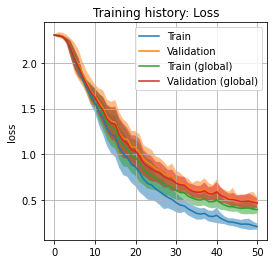 Training history: Loss
Train
Validation
Train (global)
Validation (global)
loss
2.0
1.5
1.0
0.5
0 10 20 30 40 50